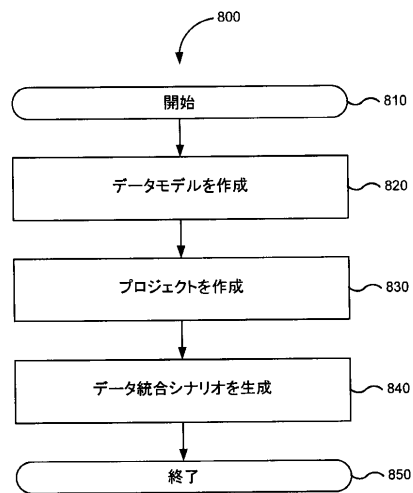 800
開始
810
データモデルを作成
820
プロジェクトを作成
830
データ統合シナリオを生成
840
終了
850